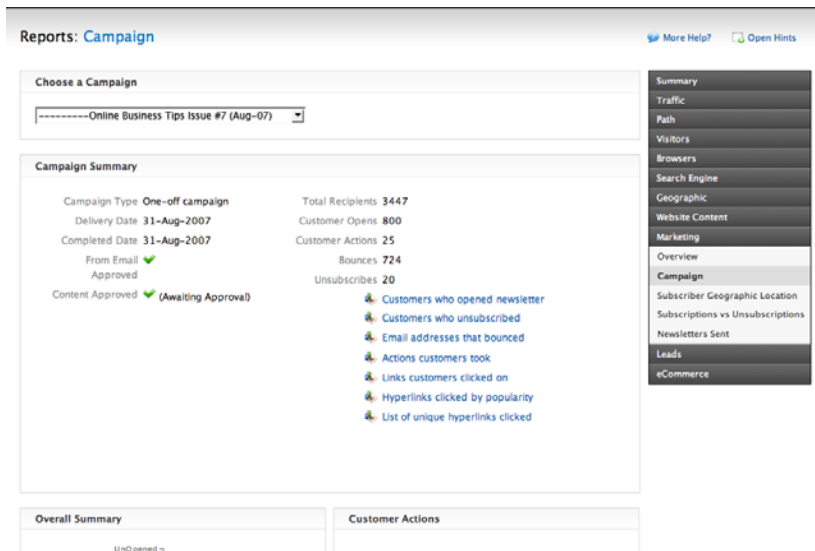 Reports: Campaign
More Help?
Open Hints
Choose a Campaign
---------Online Business Tips Issue #7 (Aug-07)
Campaign Summary
Campaign Type One-off campaign
Delivery Date 31-Aug-2007
Completed Date 31-Aug-2007
From Email
Approved
Content Approved (Awaiting Approval)
Total Recipients 3447
Customer Opens 800
Customer Actions 25
Bounces 724
Unsubscribes 20
Customers who opened newsletter
Customers who unsubscribed
Email addresses that bounced
Actions customers took
Links customers clicked on
Hyperlinks clicked by popularity
List of unique hyperlinks clicked
Summary
Traffic
Path
Visitors
Browsers
Search Engine
Geographic
Website Content
Marketing
Overview
Campaign
Subscriber Geographic Location
Subscriptions vs Unsubscriptions
Newsletters Sent
Leads
eCommerce
Overall Summary
UnOpened
Customer Actions